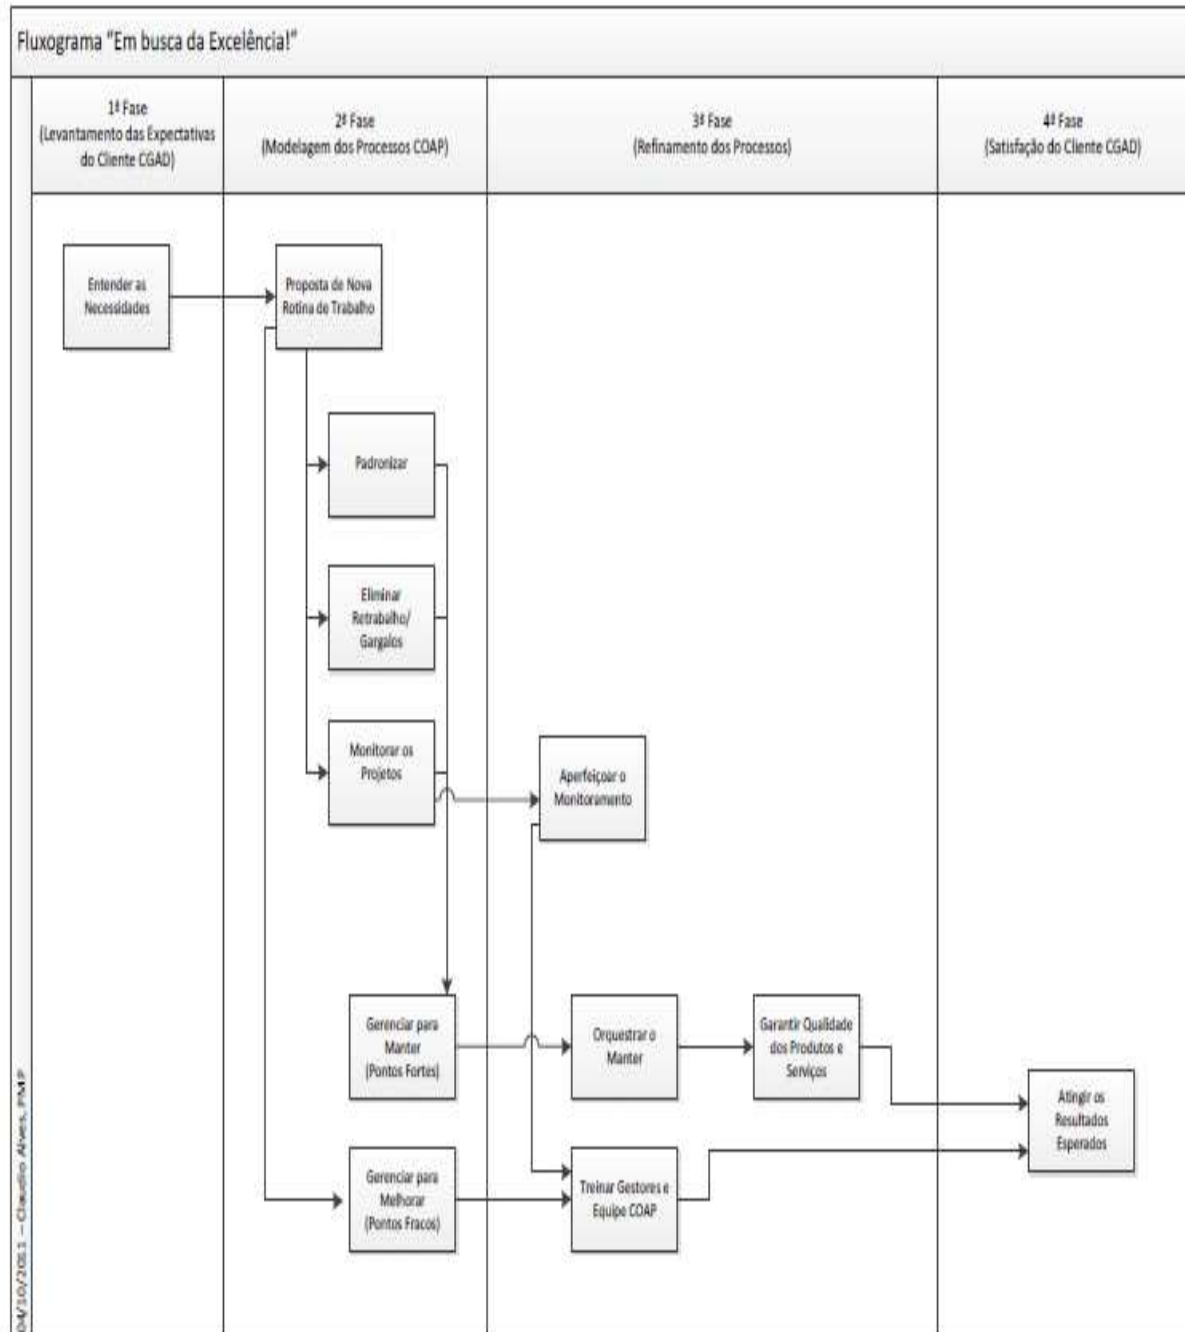 Fluxograma "Em busca da Excelência!"
1ª Fase
(Levantamento das Expectativas
do Cliente CGAD)
2ª Fase
(Modelagem dos Processos COAP)
3ª Fase
(Refinamento dos Processos)
4ª Fase
(Satisfação do Cliente CGAD)
Entender as
Necessidades
Proposta de Nova
Rotina de Trabalho
Padronizar
Eliminar
Retrabalho/
Gargalos
Monitorar os
Projetos
Aperfeiçoar o
Monitoramento
Gerenciar para
Manter
(Pontos Fortes)
Orquestrar o
Manter
Garantir Qualidade
dos Produtos e
Serviços
Atingir os
Resultados
Esperados
Gerenciar para
Melhorar
(Pontos Fracos)
Treinar Gestores e
Equipe COAP
04/10/2011 – Claudio Alves, PMP